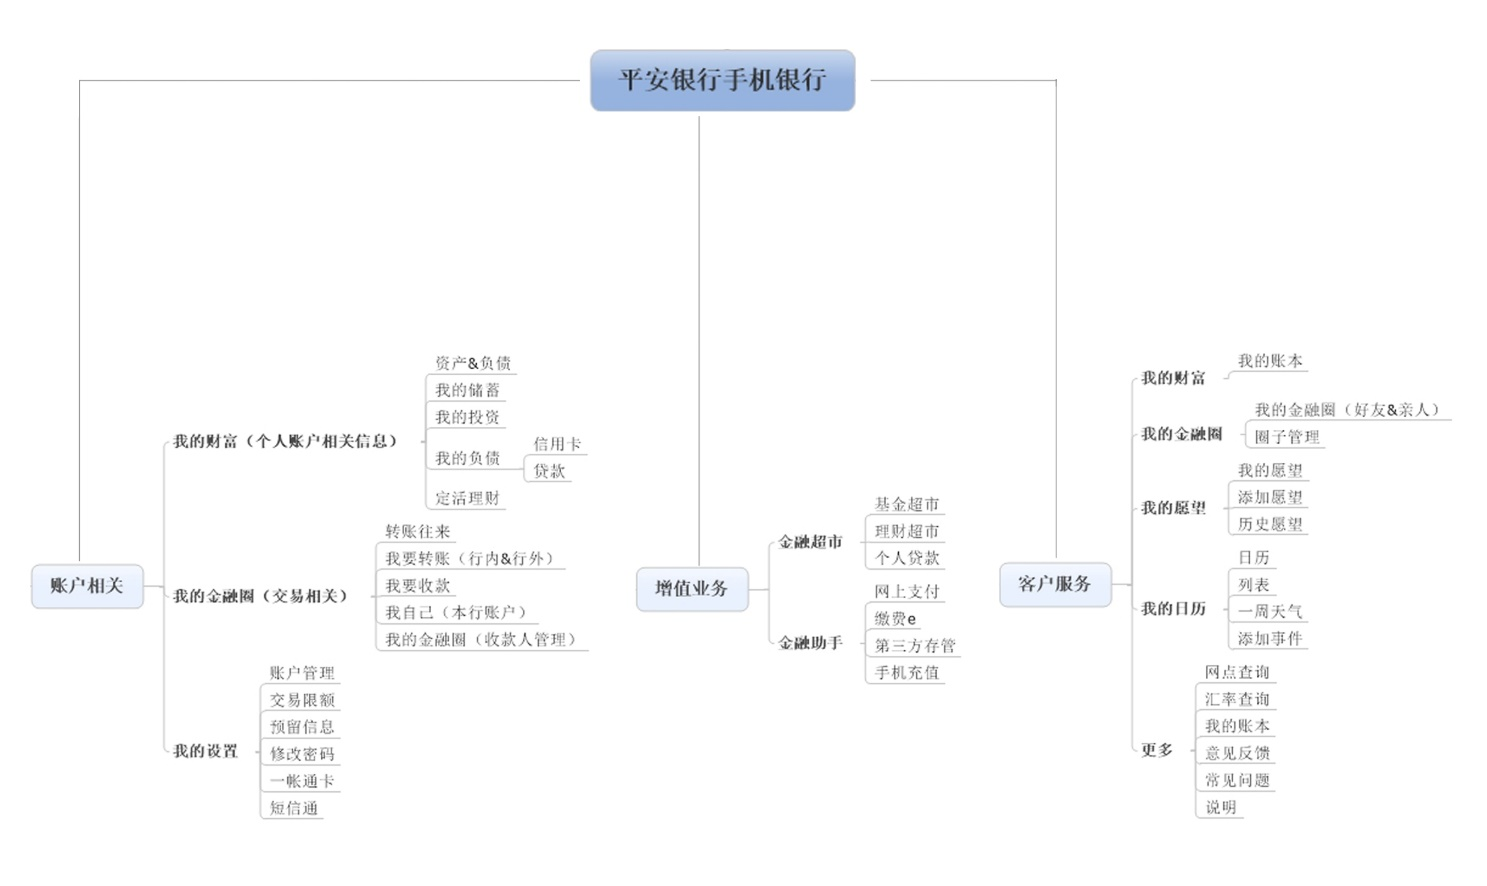 平安银行手机银行
账户相关
我的财富（个人账户相关信息）
资产&负债
我的储蓄
我的投资
我的负债
信用卡
贷款
定活理财
我的金融圈（交易相关）
转账往来
我要转账（行内&行外）
我要收款
我自己（本行账户）
我的金融圈（收款人管理）
我的设置
账户管理
交易限额
预留信息
修改密码
一帐通卡
短信通
增值业务
金融超市
基金超市
理财超市
个人贷款
金融助手
网上支付
缴费e
第三方存管
手机充值
客户服务
我的财富
我的账本
我的金融圈
我的金融圈（好友&亲人）
圈子管理
我的愿望
我的愿望
添加愿望
历史愿望
我的日历
日历
列表
一周天气
添加事件
更多
网点查询
汇率查询
我的账本
意见反馈
常见问题
说明